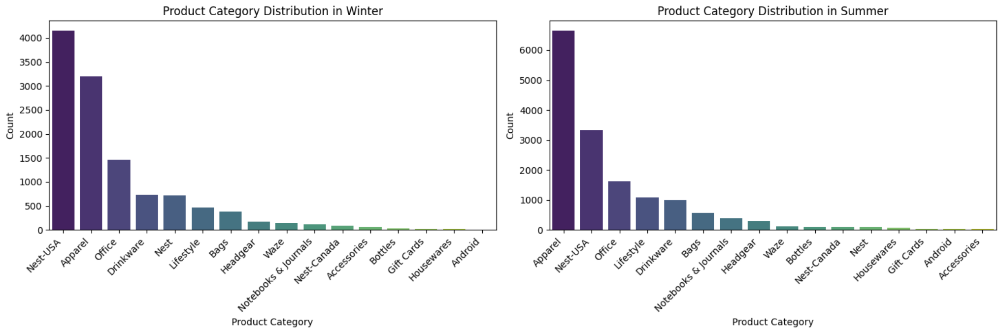 Product Category Distribution in Winter
Count
4000
3500
3000
2500
2000
1500
1000
500
0
Nest-USA
Apparel
Office
Drinkware
Nest
Lifestyle
Bags
Headgear
Waze
Notebooks & Journals
Nest-Canada
Accessories
Bottles
Gift Cards
Housewares
Android
Product Category
Product Category Distribution in Summer
Count
6000
5000
4000
3000
2000
1000
0
Apparel
Nest-USA
Office
Lifestyle
Drinkware
Bags
Notebooks & Journals
Headgear
Waze
Bottles
Nest-Canada
Nest
Housewares
Gift Cards
Android
Accessories
Product Category